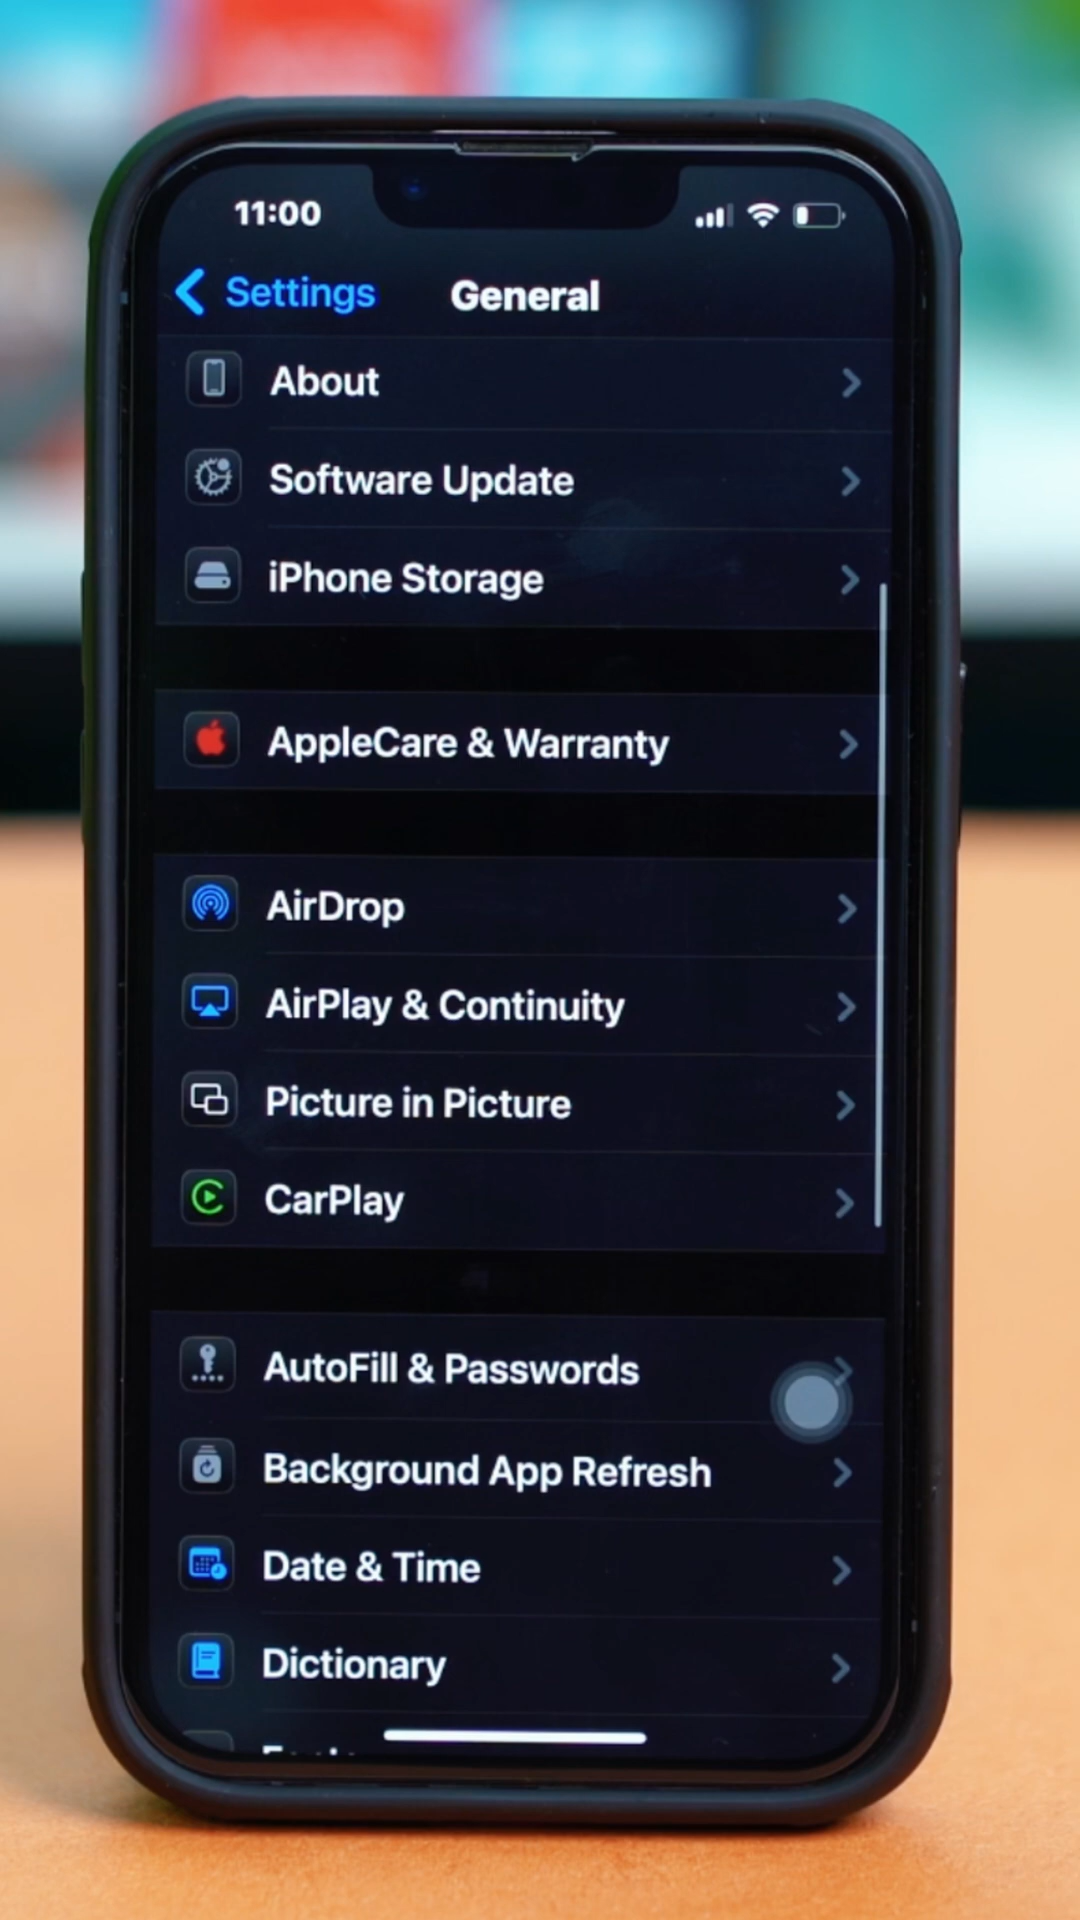 11:00
Settings
General
About
Software Update
iPhone Storage
AppleCare & Warranty
AirDrop
AirPlay & Continuity
Picture in Picture
CarPlay
AutoFill & Passwords
Background App Refresh
Date & Time
Dictionary